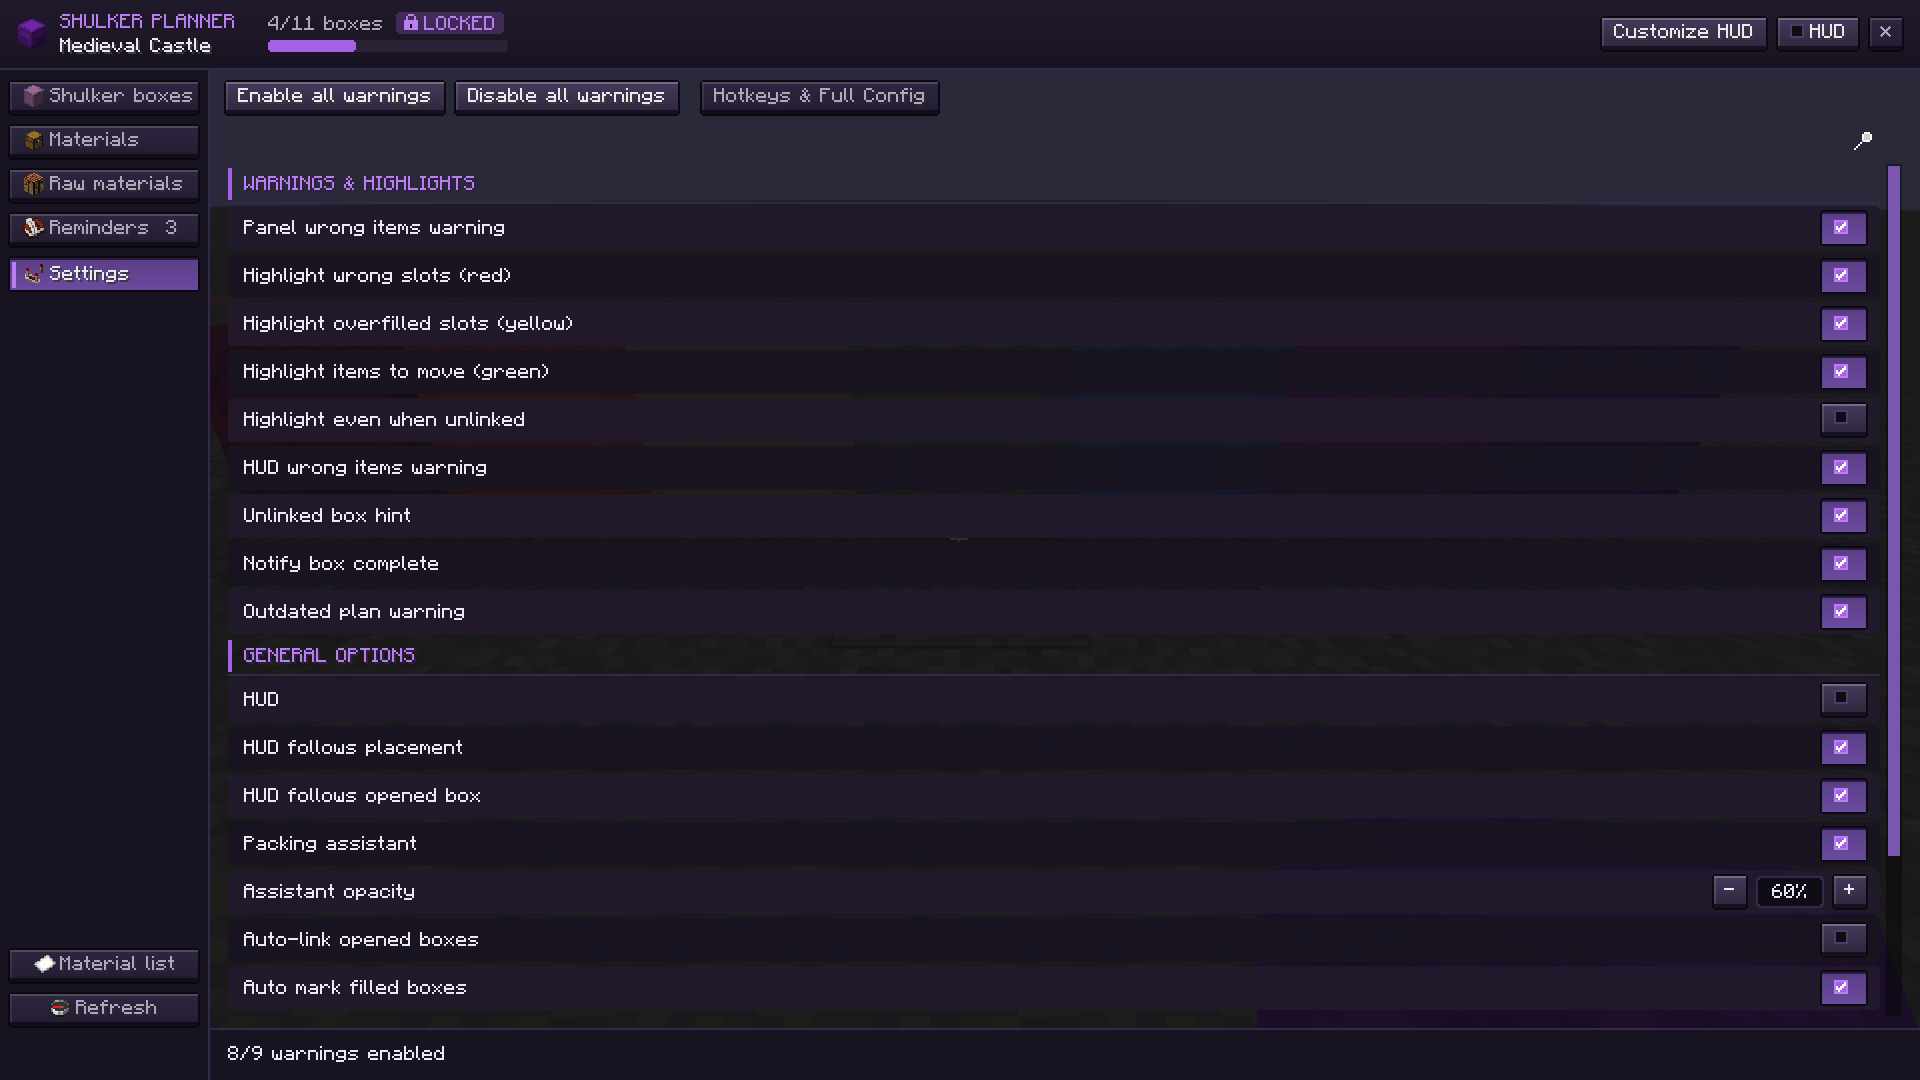 SHULKER PLANNER
Medieval Castle
4/11 boxes
LOCKED
Customize HUD
HUD
Shulker boxes
Materials
Raw materials
Reminders 3
Settings
Material list
Refresh
Enable all warnings
Disable all warnings
Hotkeys & Full Config
WARNINGS & HIGHLIGHTS
Panel wrong items warning
Highlight wrong slots (red)
Highlight overfilled slots (yellow)
Highlight items to move (green)
Highlight even when unlinked
HUD wrong items warning
Unlinked box hint
Notify box complete
Outdated plan warning
GENERAL OPTIONS
HUD
HUD follows placement
HUD follows opened box
Packing assistant
Assistant opacity
− 60% +
Auto-link opened boxes
Auto mark filled boxes
8/9 warnings enabled